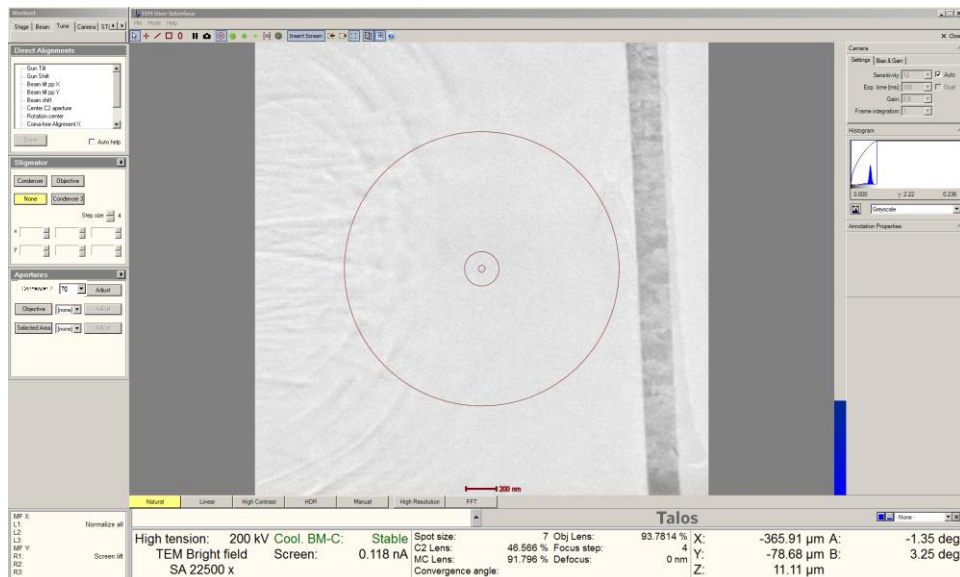 Workset
TEM User Interface
Stage Beam Tune Camera
File Mode Help
Insert Screen
Close
Direct Alignments
Gun Tilt
Gun Shift
Beam tilt pp X
Beam tilt pp Y
Beam shift
Center C2 aperture
Rotation center
Coma-free Alignment X
Auto help
Stigmator
Condenser Objective
None Condenser 3
Step size 4
x
y
Apertures
70 Adjust
Objective [none] Adjust
Selected Area [none] Adjust
Camera
Settings Bias & Gain
Sensitivity Auto
Exp. time [ms] 100 Dual
Gain
Frame integration
Histogram
0.000 γ: 2.22 0.236
Greyscale
Annotation Properties
200 nm
Natural Linear High Contrast HDR Manual High Resolution FFT
Talos
- None -
MF X:
L1: Normalize all
L2:
L3:
MF Y:
R1: Screen lift
R2:
R3:
High tension: 200 kV Cool. BM-C: Stable
TEM Bright field Screen: 0.118 nA
SA 22500 x
Spot size: 7 Obj Lens: 93.7814 %
C2 Lens: 46.566 % Focus step: 4
MC Lens: 91.796 % Defocus: 0 nm
Convergence angle:
X: -365.91 µm A: -1.35 deg
Y: -78.68 µm B: 3.25 deg
Z: 11.11 µm